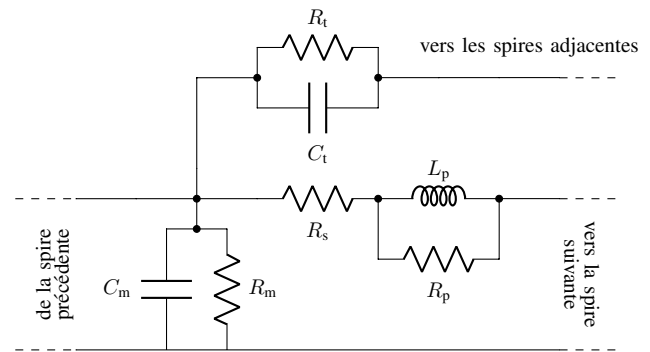 R_t
vers les spires adjacentes
C_t
L_p
R_s
de la spire
précédente
C_m
R_m
R_p
vers la spire
suivante